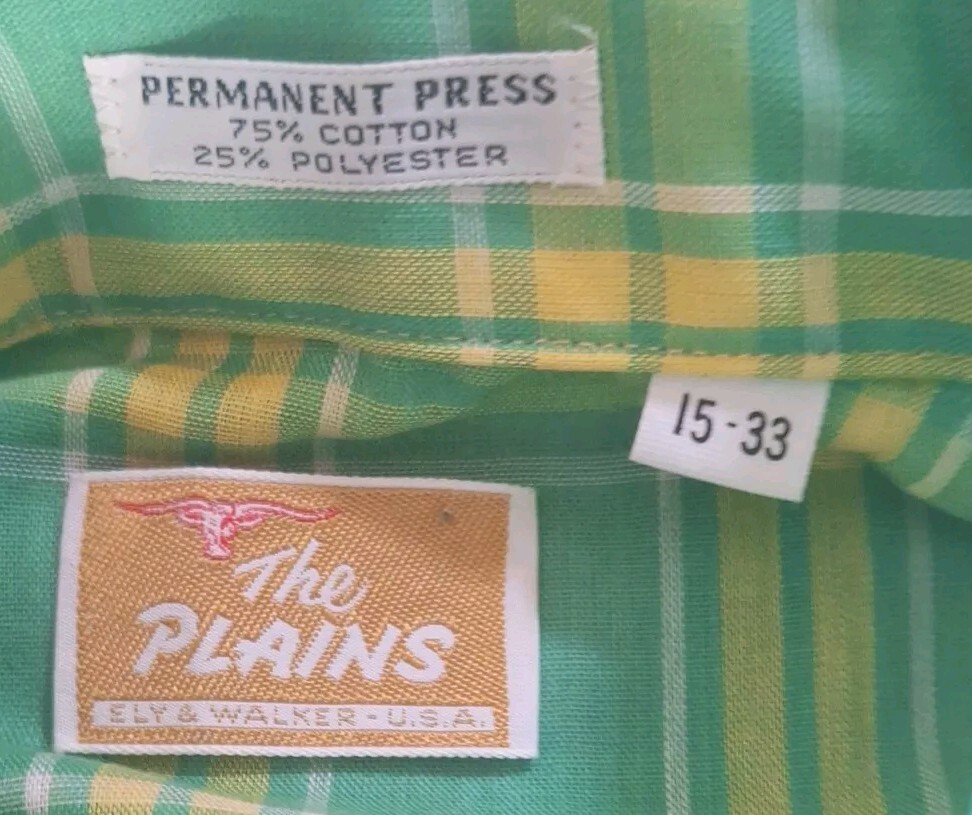 PERMANENT PRESS
75% COTTON
25% POLYESTER
15-33
The
PLAINS
ELY & WALKER - U.S.A.